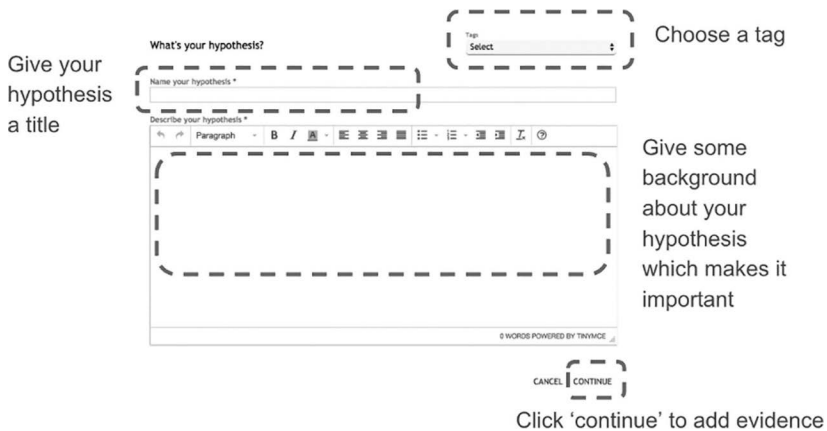 Tags
Select
Choose a tag
What's your hypothesis?
Give your
hypothesis
a title
Name your hypothesis *
Describe your hypothesis *
Paragraph
B I A
Give some
background
about your
hypothesis
which makes it
important
0 WORDS POWERED BY TINYMCE
CANCEL CONTINUE
Click ‘continue’ to add evidence